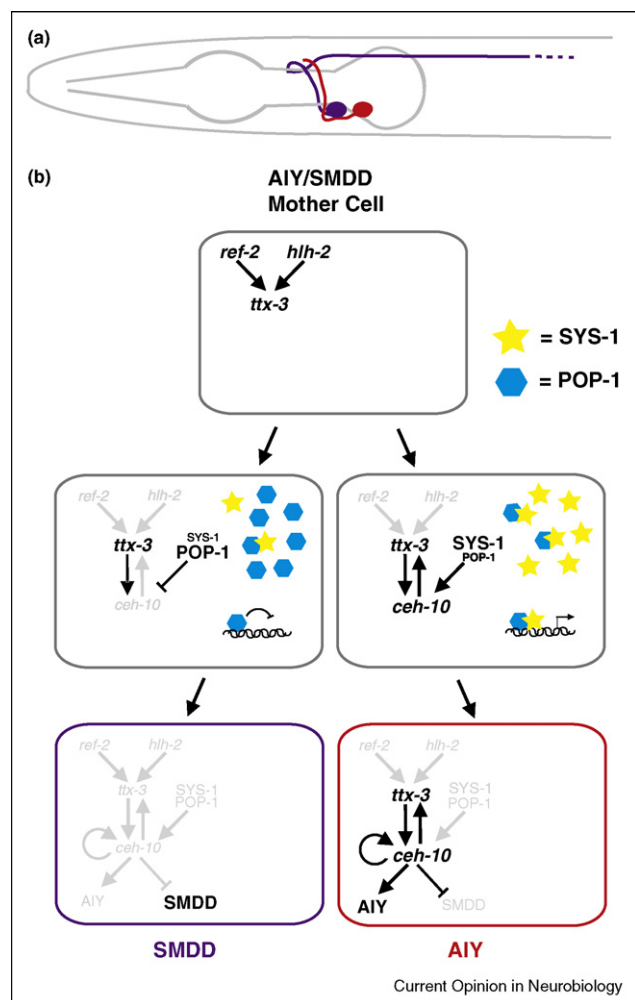 (a)
(b)
AIY/SMDD
Mother Cell
ref-2 hlh-2
ttx-3
= SYS-1
= POP-1
ref-2 hlh-2
ttx-3
SYS-1
POP-1
ceh-10
ref-2 hlh-2
ttx-3
SYS-1
POP-1
ceh-10
ref-2 hlh-2
ttx-3
SYS-1
POP-1
ceh-10
AIY
SMDD
ref-2 hlh-2
ttx-3
SYS-1
POP-1
ceh-10
AIY
SMDD
SMDD
AIY
Current Opinion in Neurobiology